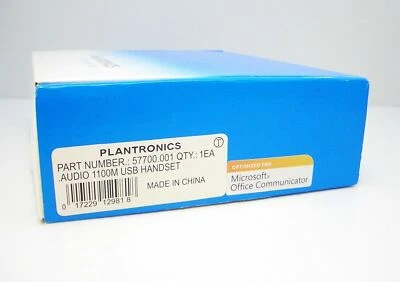 PLANTRONICS
T
PART NUMBER.: 57700.001 QTY.: 1EA
.AUDIO 1100M USB HANDSET
MADE IN CHINA
0 17229 12981 8
OPTIMIZED FOR
Microsoft®
Office Communicator